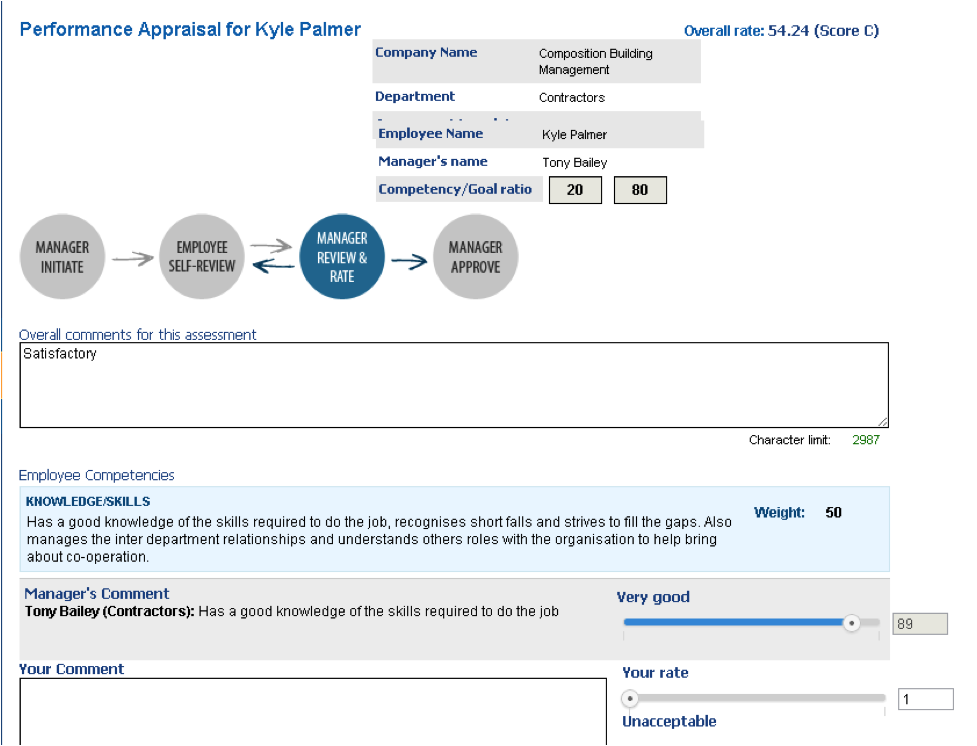 Performance Appraisal for Kyle Palmer
Overall rate: 54.24 (Score C)
Company Name Composition Building
Management
Department Contractors
Employee Name Kyle Palmer
Manager's name Tony Bailey
Competency/Goal ratio 20 80
MANAGER
INITIATE
EMPLOYEE
SELF-REVIEW
MANAGER
REVIEW &
RATE
MANAGER
APPROVE
Overall comments for this assessment
Satisfactory
Character limit: 2987
Employee Competencies
KNOWLEDGE/SKILLS
Has a good knowledge of the skills required to do the job, recognises short falls and strives to fill the gaps. Also
manages the inter department relationships and understands others roles with the organisation to help bring
about co-operation.
Weight: 50
Manager's Comment
Tony Bailey (Contractors): Has a good knowledge of the skills required to do the job
Very good
89
Your Comment
Your rate
1
Unacceptable